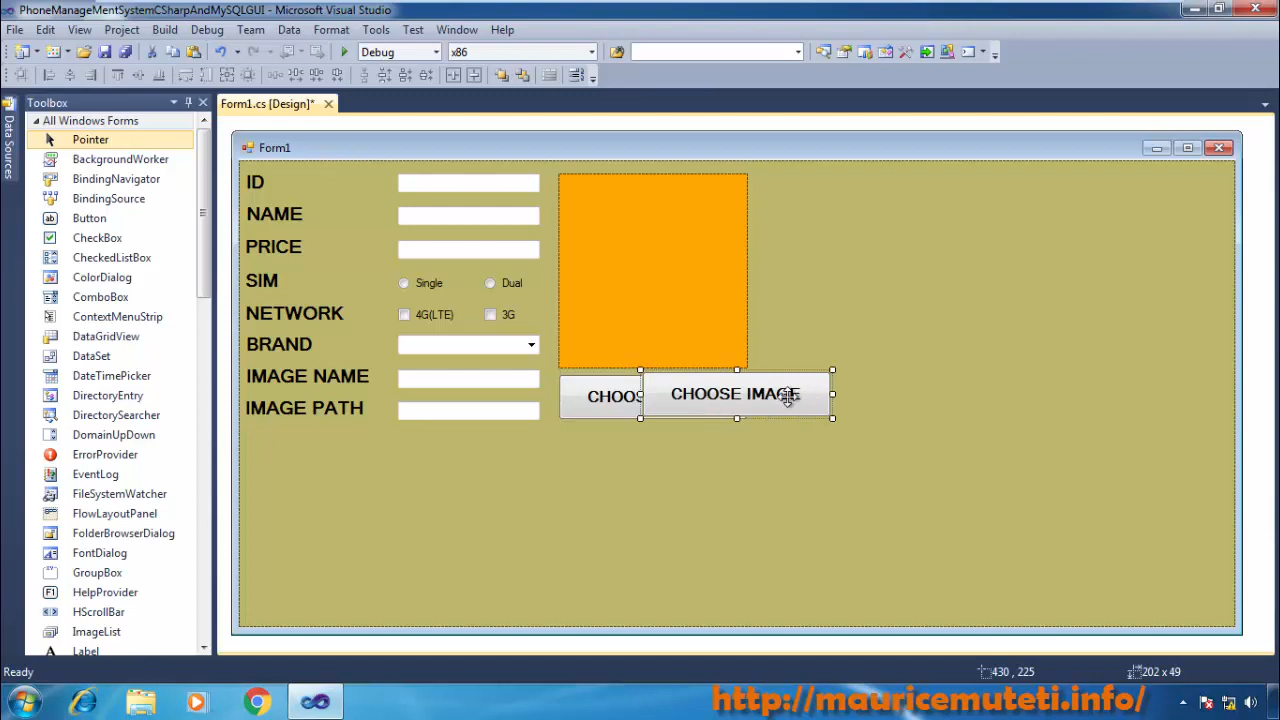 PhoneManageMentSystemCSharpAndMySQLGUI - Microsoft Visual Studio
File Edit View Project Build Debug Team Data Format Tools Test Window Help
Debug x86
Toolbox
Form1.cs [Design]*
Data Sources
All Windows Forms
Pointer
BackgroundWorker
BindingNavigator
BindingSource
Button
CheckBox
CheckedListBox
ColorDialog
ComboBox
ContextMenuStrip
DataGridView
DataSet
DateTimePicker
DirectoryEntry
DirectorySearcher
DomainUpDown
ErrorProvider
EventLog
FileSystemWatcher
FlowLayoutPanel
FolderBrowserDialog
FontDialog
GroupBox
HelpProvider
HScrollBar
ImageList
Label
Form1
ID
NAME
PRICE
SIM Single Dual
NETWORK 4G(LTE) 3G
BRAND
IMAGE NAME
IMAGE PATH
CHOOS
CHOOSE IMAGE
Ready
430 , 225
202 x 49
http://mauricemuteti.info/